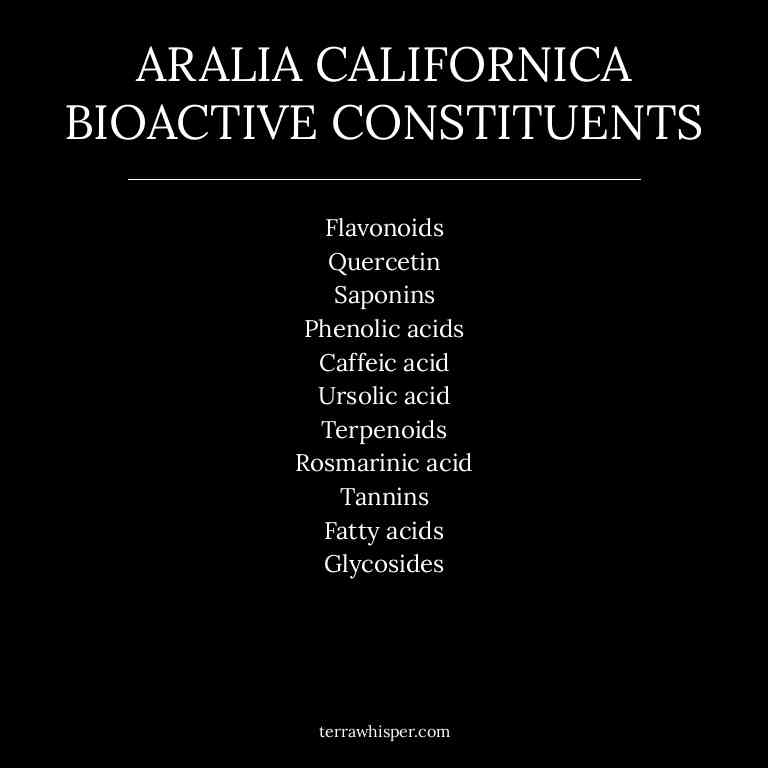 ARALIA CALIFORNICA
BIOACTIVE CONSTITUENTS
Flavonoids
Quercetin
Saponins
Phenolic acids
Caffeic acid
Ursolic acid
Terpenoids
Rosmarinic acid
Tannins
Fatty acids
Glycosides
terrawhisper.com